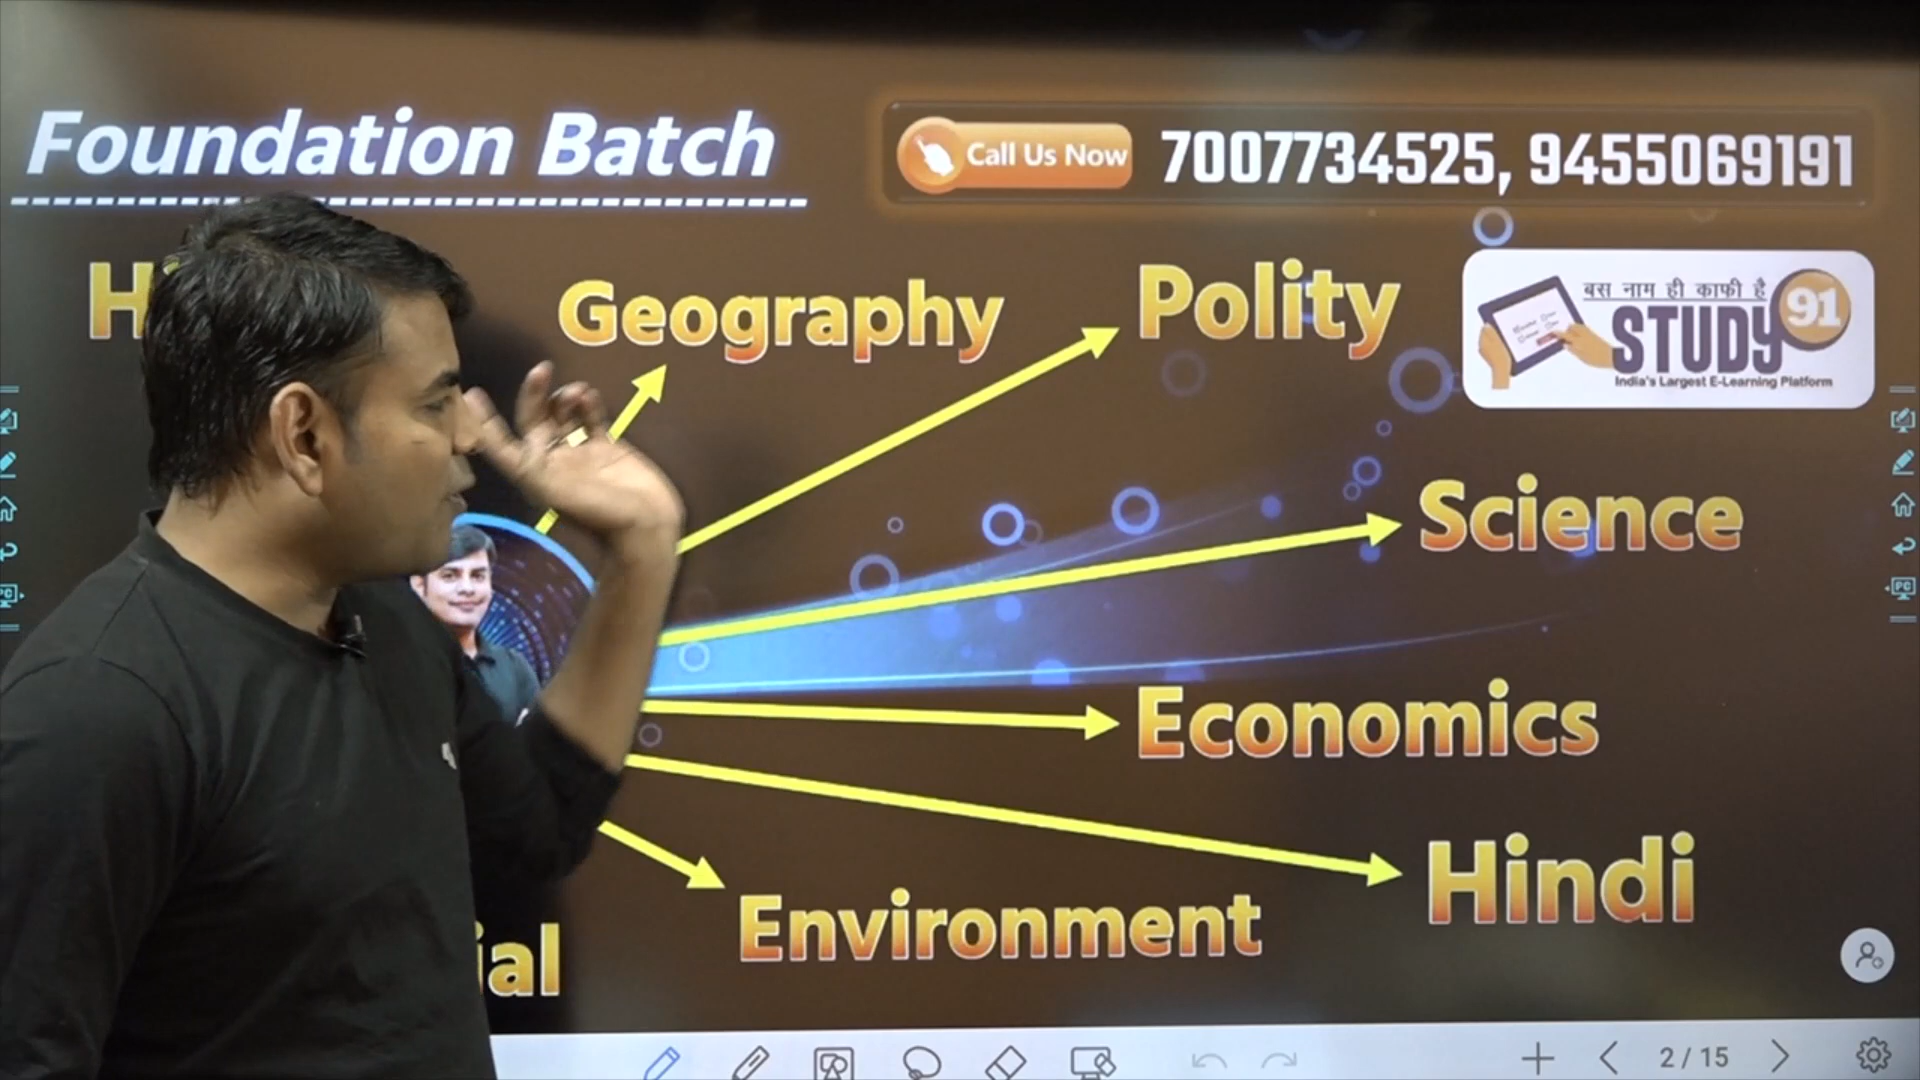 Foundation Batch
Call Us Now 7007734525, 9455069191
Geography
Polity
बस नाम ही काफी है
STUDY 91
India's Largest E-Learning Platform
Science
Economics
Hindi
Environment
2 / 15